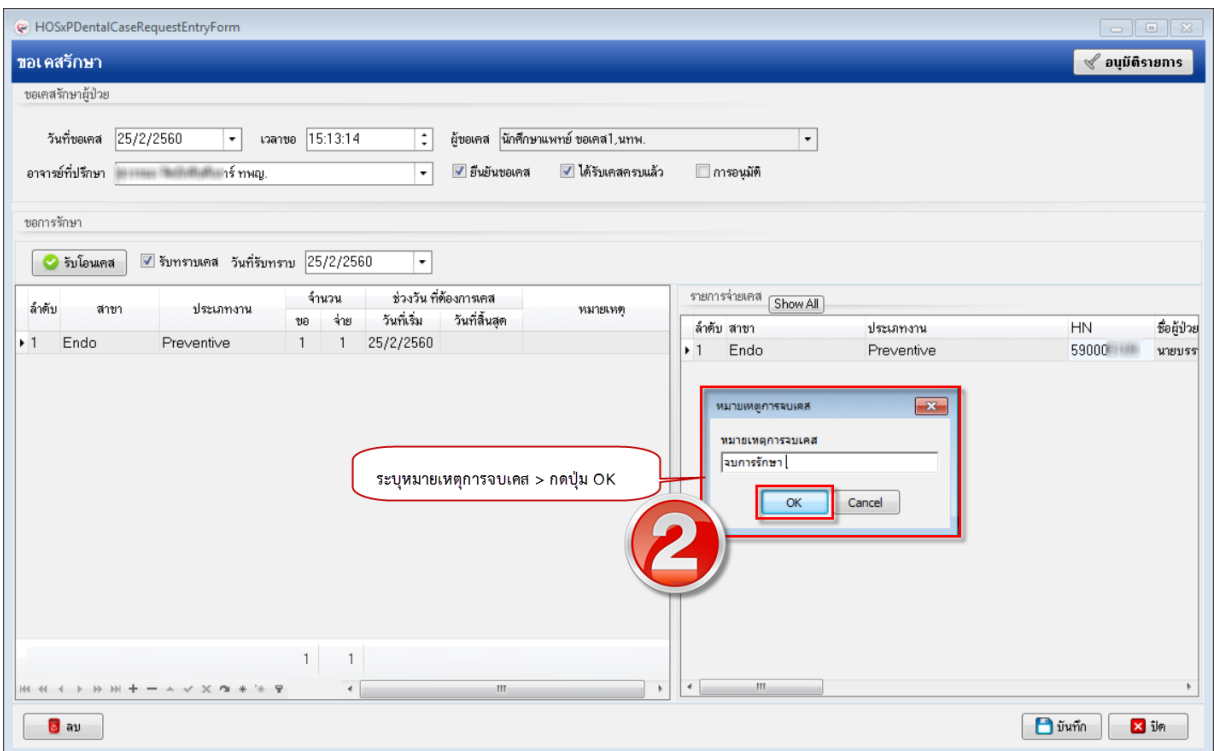 HOSxPDentalCaseRequestEntryForm
ขอเคสรักษา
อนุมัติรายการ
ขอเคสรักษาผู้ป่วย
วันที่ขอเคส 25/2/2560 เวลาขอ 15:13:14 ผู้ขอเคส นักศึกษาแพทย์ ขอเคส1,นทพ.
อาจารย์ที่ปรึกษา าร์ ทพญ. ยืนยันขอเคส ได้รับเคสครบแล้ว การอนุมัติ
ขอการรักษา
รับโอนเคส รับทราบเคส วันที่รับทราบ 25/2/2560
ลำดับ สาขา ประเภทงาน จำนวน ช่วงวัน ที่ต้องการเคส หมายเหตุ
ขอ จ่าย วันที่เริ่ม วันที่สิ้นสุด
1 Endo Preventive 1 1 25/2/2560
1 1
รายการจ่ายเคส Show All
ลำดับ สาขา ประเภทงาน HN ชื่อผู้ป่วย
1 Endo Preventive 59000 นายบรร
หมายเหตุการจบเคส
หมายเหตุการจบเคส
จบการรักษา
OK Cancel
ระบุหมายเหตุการจบเคส > กดปุ่ม OK
2
ลบ บันทึก ปิด